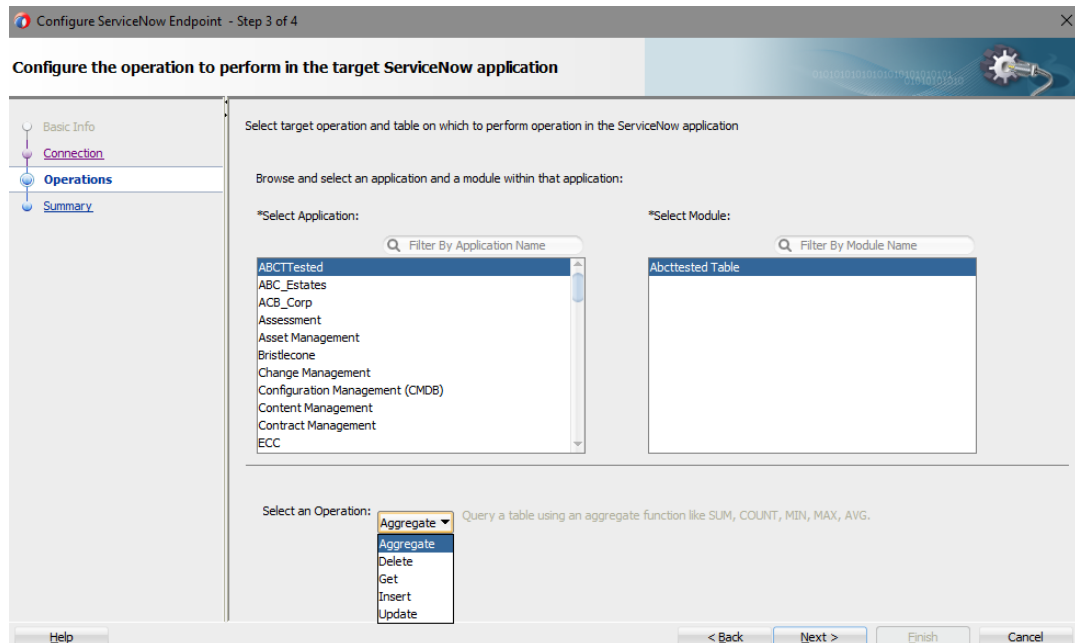 Configure ServiceNow Endpoint - Step 3 of 4
Configure the operation to perform in the target ServiceNow application
Basic Info
Connection
Operations
Summary
Select target operation and table on which to perform operation in the ServiceNow application
Browse and select an application and a module within that application:
*Select Application:
Filter By Application Name
ABCTTested
ABC_Estates
ACB_Corp
Assessment
Asset Management
Bristlecone
Change Management
Configuration Management (CMDB)
Content Management
Contract Management
ECC
*Select Module:
Filter By Module Name
Abcttested Table
Select an Operation:
Aggregate
Query a table using an aggregate function like SUM, COUNT, MIN, MAX, AVG.
Aggregate
Delete
Get
Insert
Update
Help
< Back
Next >
Finish
Cancel